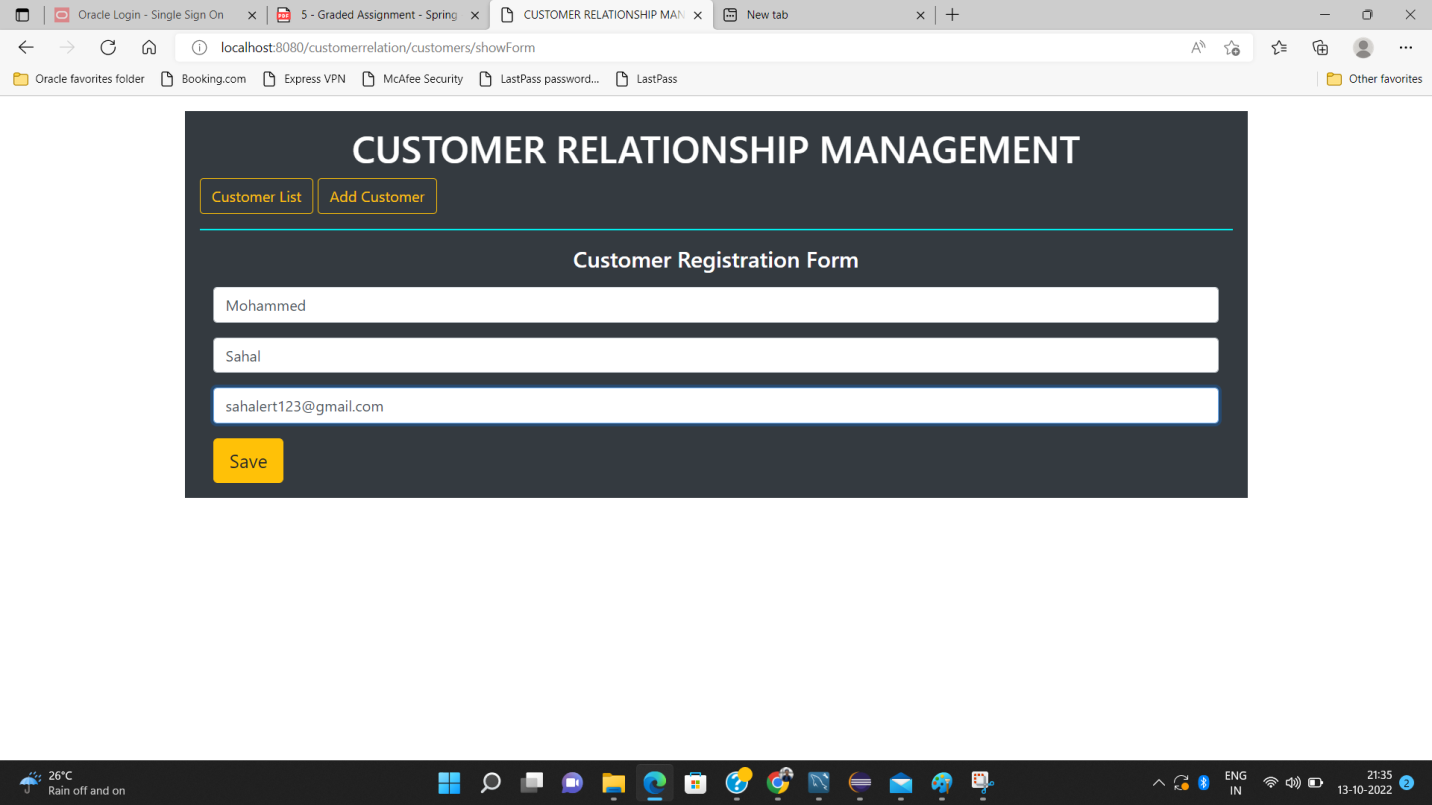 Oracle Login - Single Sign On
5 - Graded Assignment - Spring
CUSTOMER RELATIONSHIP MAN
New tab
localhost:8080/customerrelation/customers/showForm
Oracle favorites folder
Booking.com
Express VPN
McAfee Security
LastPass password...
LastPass
Other favorites
CUSTOMER RELATIONSHIP MANAGEMENT
Customer List
Add Customer
Customer Registration Form
Mohammed
Sahal
sahalert123@gmail.com
Save
26°C
Rain off and on
ENG
IN
21:35
13-10-2022
2